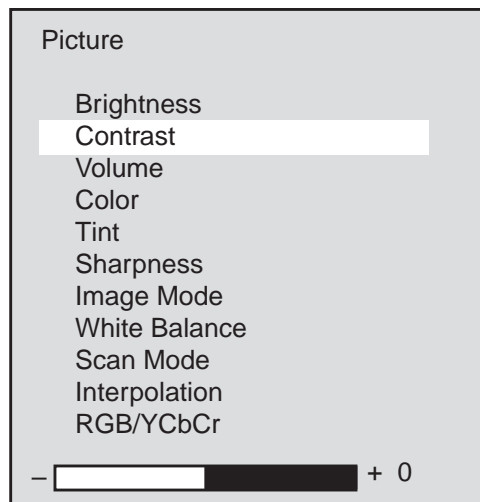 Picture
Brightness
Contrast
Volume
Color
Tint
Sharpness
Image Mode
White Balance
Scan Mode
Interpolation
RGB/YCbCr
– + 0